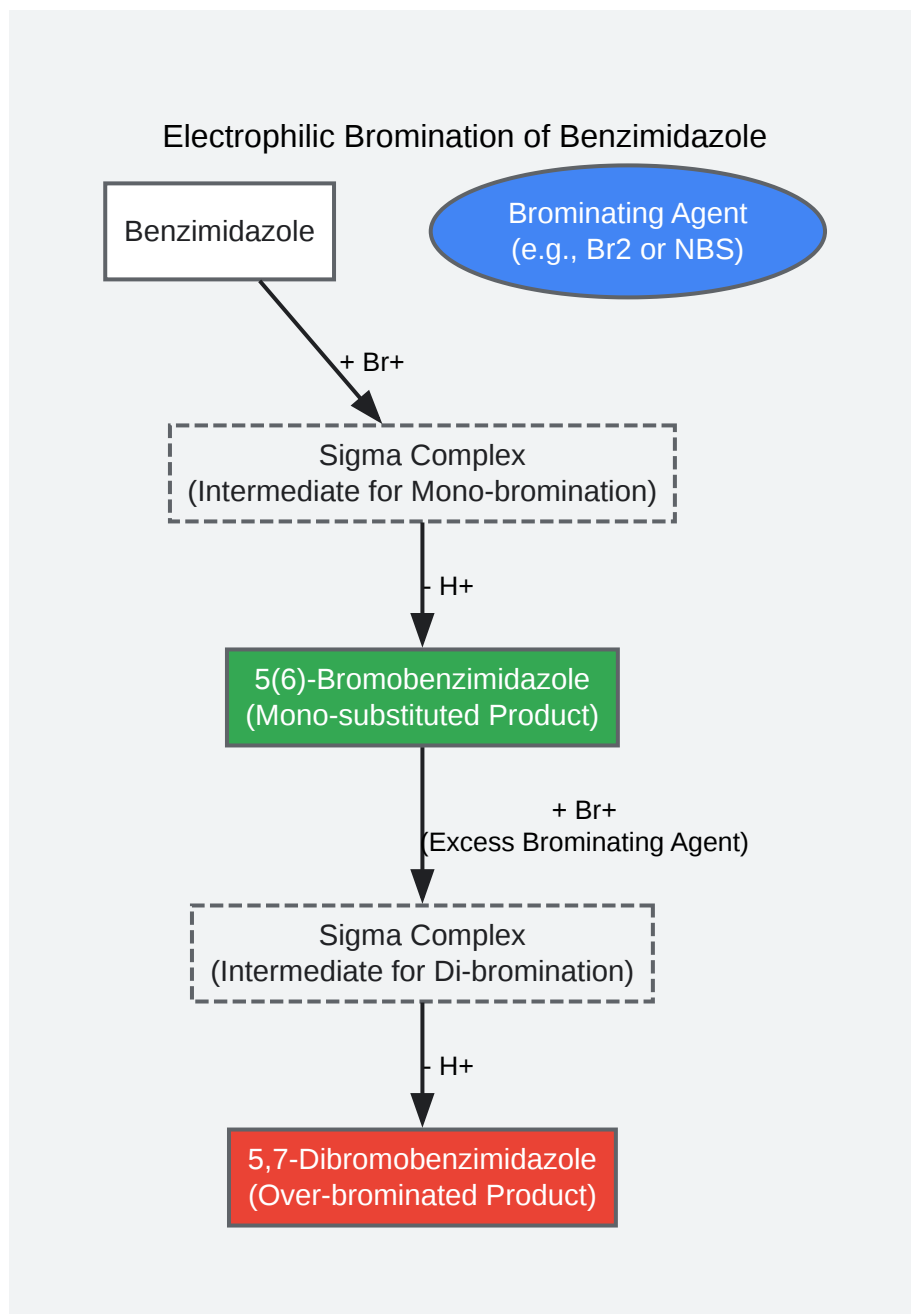 Electrophilic Bromination of Benzimidazole
Benzimidazole
Brominating Agent
(e.g., Br2 or NBS)
+ Br+
Sigma Complex
(Intermediate for Mono-bromination)
- H+
5(6)-Bromobenzimidazole
(Mono-substituted Product)
+ Br+
(Excess Brominating Agent)
Sigma Complex
(Intermediate for Di-bromination)
- H+
5,7-Dibromobenzimidazole
(Over-brominated Product)